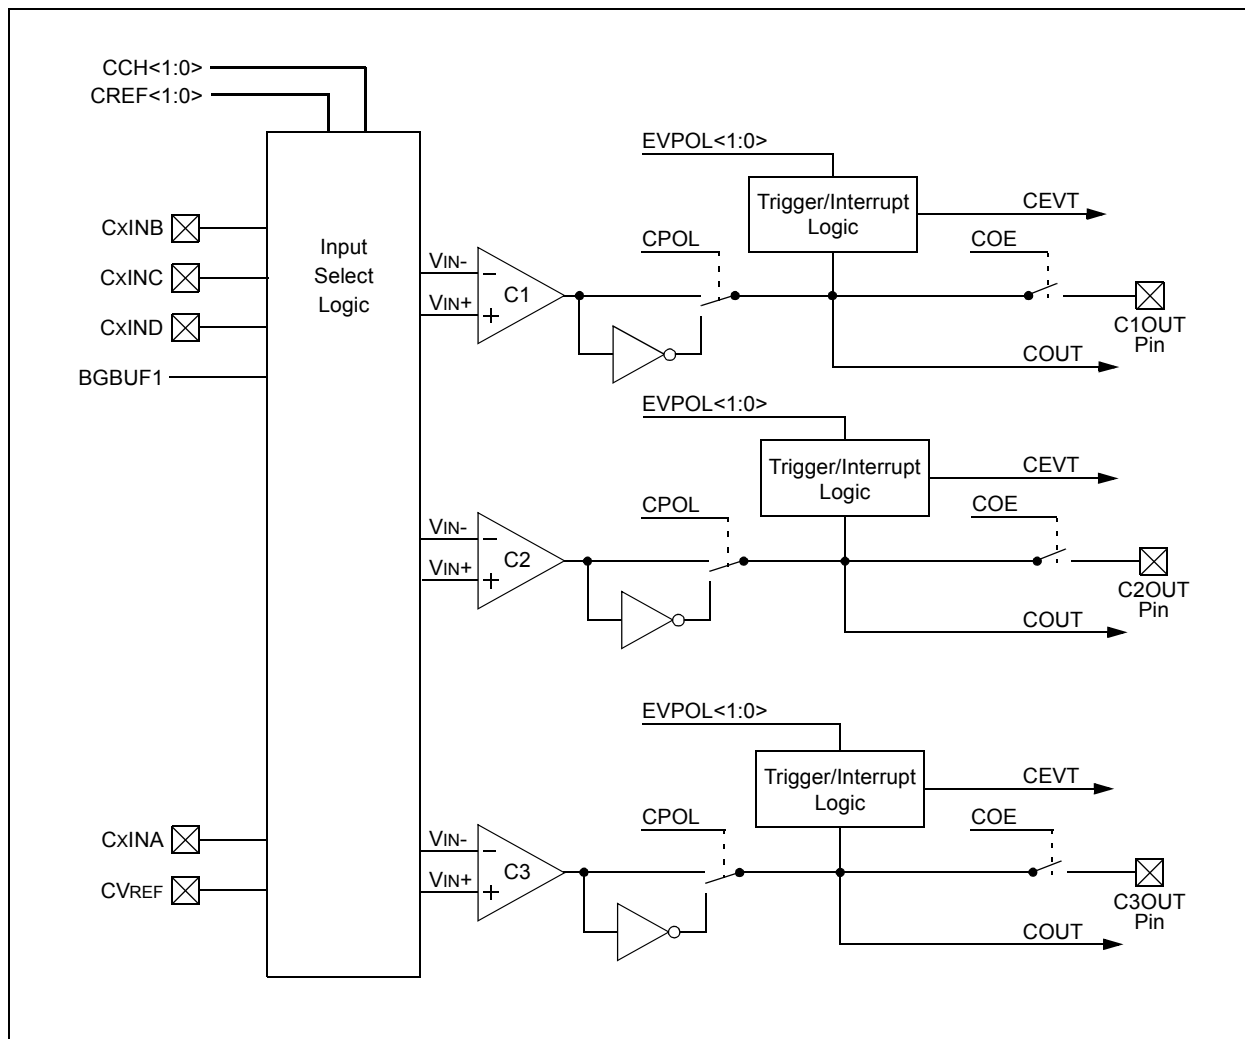 CCH<1:0>
CREF<1:0>
CxINB
CxINC
CxIND
BGBUF1
CxINA
CVREF
Input
Select
Logic
EVPOL<1:0>
Trigger/Interrupt
Logic
CEVT
CPOL
COE
VIN-
VIN+
−
+
C1
C1OUT
Pin
COUT
EVPOL<1:0>
Trigger/Interrupt
Logic
CEVT
CPOL
COE
VIN-
VIN+
−
+
C2
C2OUT
Pin
COUT
EVPOL<1:0>
Trigger/Interrupt
Logic
CEVT
CPOL
COE
VIN-
VIN+
−
+
C3
C3OUT
Pin
COUT